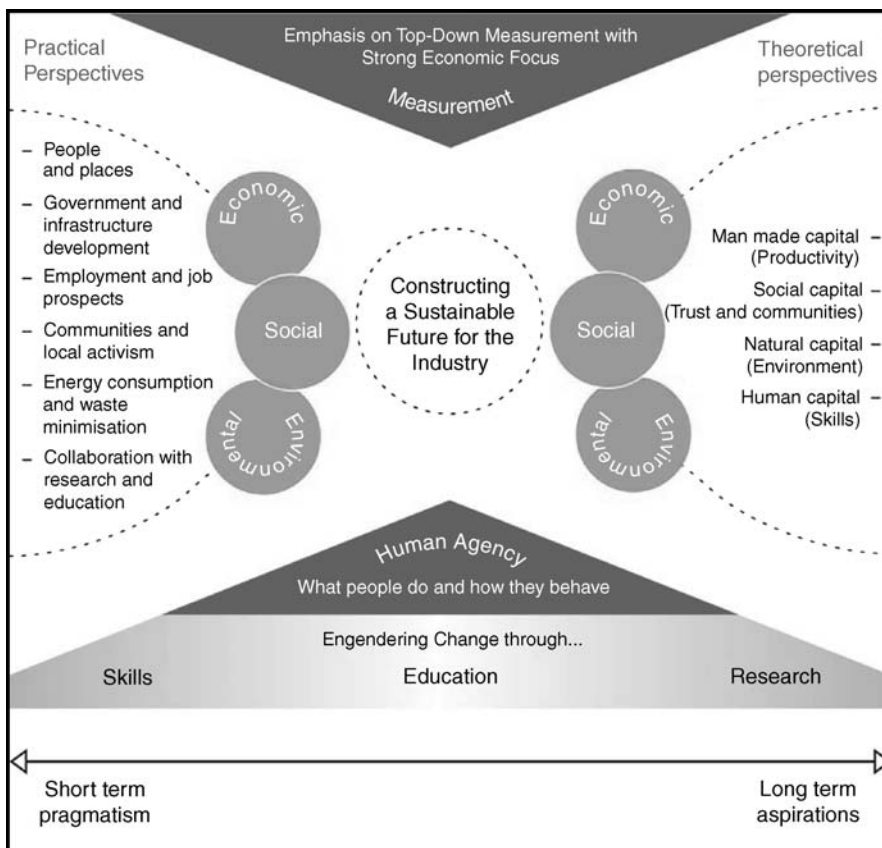 Practical
Perspectives
Emphasis on Top-Down Measurement with
Strong Economic Focus
Measurement
Theoretical
perspectives
– People
and places
– Government and
infrastructure
development
– Employment and job
prospects
– Communities and
local activism
– Energy consumption
and waste
minimisation
– Collaboration with
research and
education
Economic
Social
Environmental
Constructing
a Sustainable
Future for the
Industry
Economic
Social
Environmental
Man made capital –
(Productivity)
Social capital –
(Trust and communities)
Natural capital –
(Environment)
Human capital –
(Skills)
Human Agency
What people do and how they behave
Engendering Change through...
Skills
Education
Research
Short term
pragmatism
Long term
aspirations